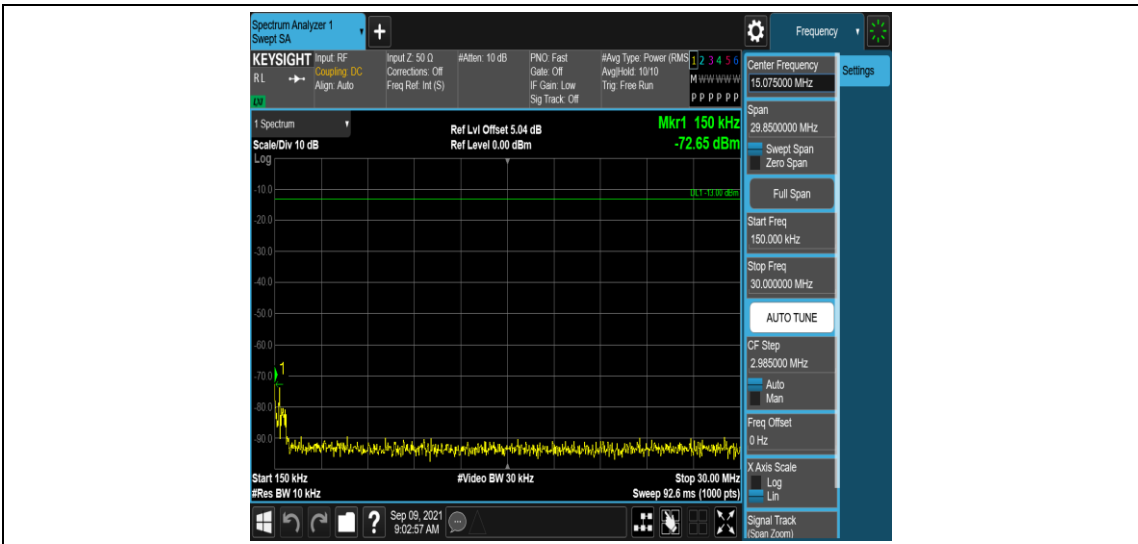 Spectrum Analyzer 1
Swept SA
+
Frequency
KEYSIGHT
RL
LNI
Input: RF
Coupling: DC
Align: Auto
Input Z: 50 Ω
Corrections: Off
Freq Ref: Int (S)
#Atten: 10 dB
PNO: Fast
Gate: Off
IF Gain: Low
Sig Track: Off
#Avg Type: Power (RMS
Avg|Hold: 10/10
Trig: Free Run
1 2 3 4 5 6
M W W W W W
P P P P P P
1 Spectrum
Scale/Div 10 dB
Ref Lvl Offset 5.04 dB
Ref Level 0.00 dBm
Mkr1 150 kHz
-72.65 dBm
Log
DL1 -13.00 dBm
-10.0
-20.0
-30.0
-40.0
-50.0
-60.0
-70.0
-80.0
-90.0
1
Start 150 kHz
#Video BW 30 kHz
Stop 30.00 MHz
#Res BW 10 kHz
Sweep 92.6 ms (1000 pts)
?
Sep 09, 2021
9:02:57 AM
Center Frequency
15.075000 MHz
Settings
Span
29.8500000 MHz
Swept Span
Zero Span
Full Span
Start Freq
150.000 kHz
Stop Freq
30.000000 MHz
AUTO TUNE
CF Step
2.985000 MHz
Auto
Man
Freq Offset
0 Hz
X Axis Scale
Log
Lin
Signal Track
(Span Zoom)